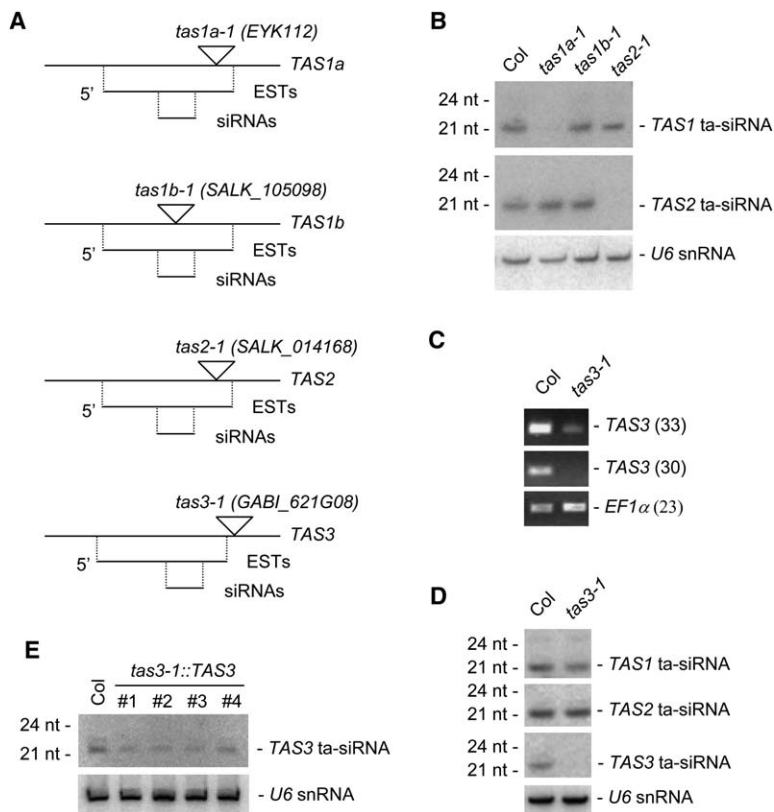 A
tas1a-1 (EYK112)
TAS1a
5’
ESTs
siRNAs
tas1b-1 (SALK_105098)
TAS1b
5’
ESTs
siRNAs
tas2-1 (SALK_014168)
TAS2
5’
ESTs
siRNAs
tas3-1 (GABI_621G08)
TAS3
5’
ESTs
siRNAs
B
Col tas1a-1 tas1b-1 tas2-1
24 nt -
21 nt - - TAS1 ta-siRNA
24 nt -
21 nt - - TAS2 ta-siRNA
- U6 snRNA
C
Col tas3-1
- TAS3 (33)
- TAS3 (30)
- EF1α (23)
D
Col tas3-1
24 nt -
21 nt - - TAS1 ta-siRNA
24 nt -
21 nt - - TAS2 ta-siRNA
24 nt -
21 nt - - TAS3 ta-siRNA
- U6 snRNA
E
Col tas3-1::TAS3
#1 #2 #3 #4
24 nt -
21 nt - - TAS3 ta-siRNA
- U6 snRNA